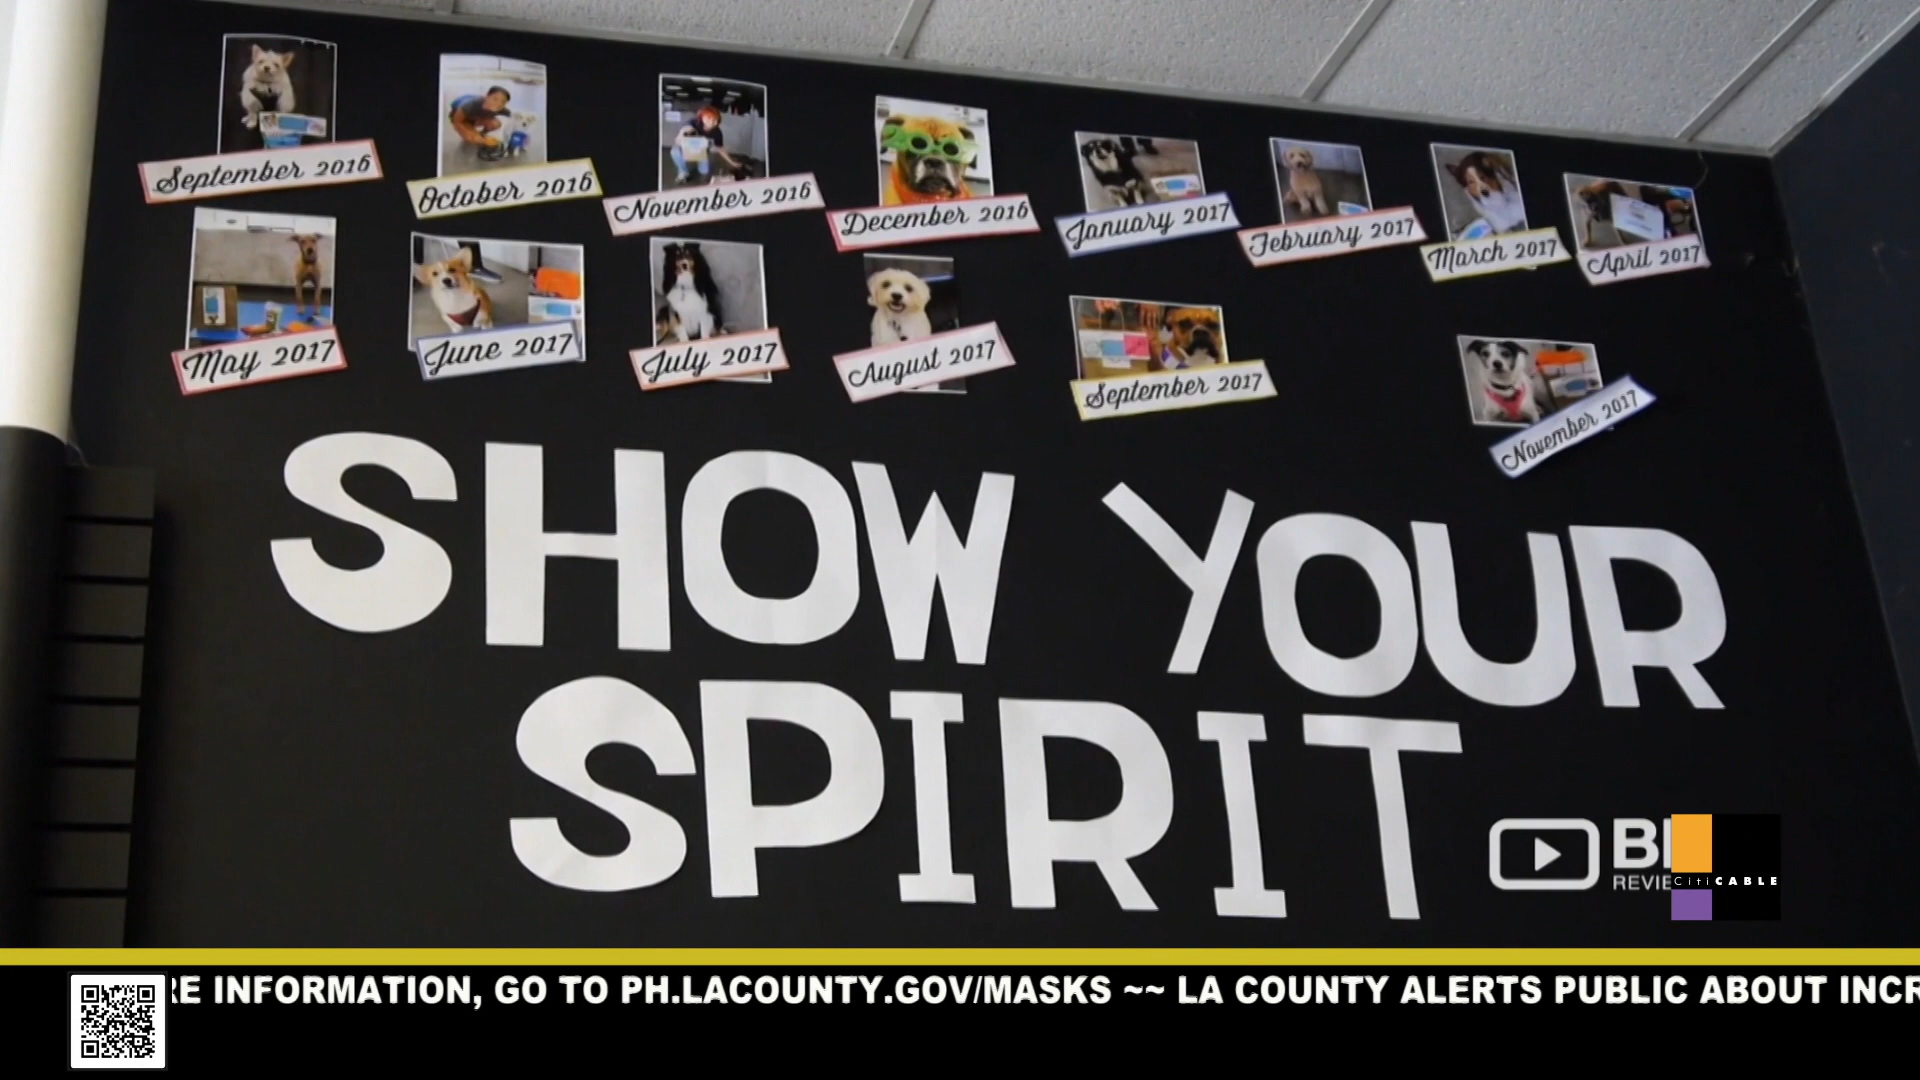 September 2016
October 2016
November 2016
December 2016
January 2017
February 2017
March 2017
April 2017
May 2017
June 2017
July 2017
August 2017
September 2017
November 2017
SHOW YOUR
SPIRIT
CitiCABLE
INFORMATION, GO TO PH.LACOUNTY.GOV/MASKS ~~ LA COUNTY ALERTS PUBLIC ABOUT